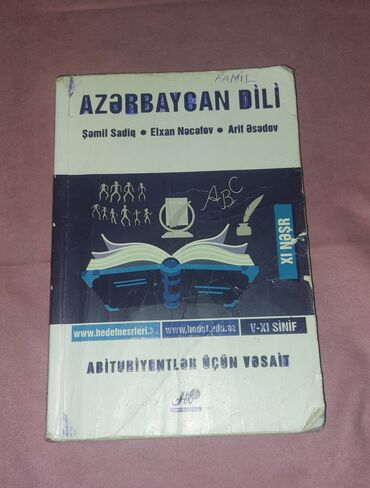 FAMIL
AZƏRBAYCAN DİLİ
Şamil Sadiq • Elxan Nəcəfov • Arif Əsədov
ABC
XI NƏŞR
www.hedefnesrleri.az
www.hedef.edu.az
V-XI SİNİF
ABİTURİYENTLƏR ÜÇÜN VƏSAİT